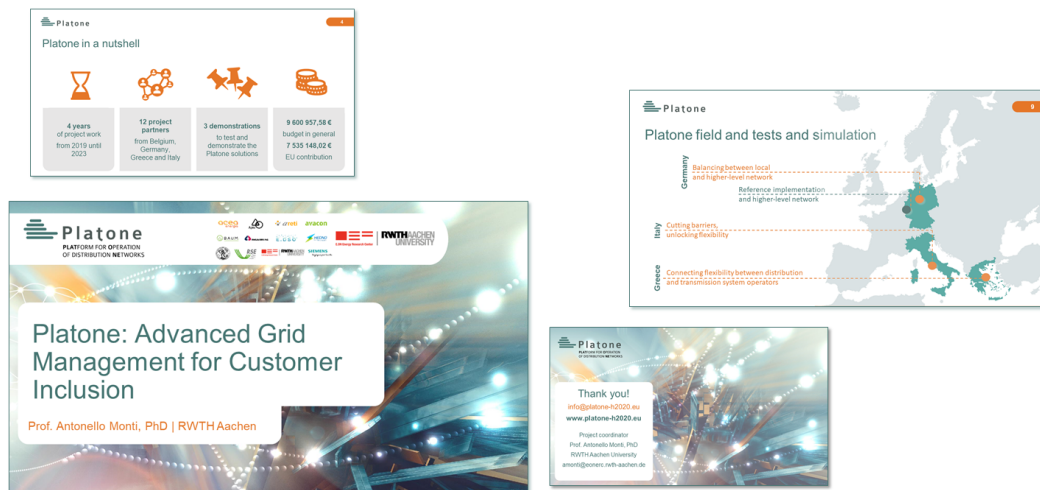 Platone
4
Platone in a nutshell
4 years
of project work
from 2019 until
2023
12 project
partners
from Belgium,
Germany,
Greece and Italy
3 demonstrations
to test and
demonstrate the
Platone solutions
9 600 957,58 €
budget in general
7 535 148,02 €
EU contribution
Platone
PLATFORM FOR OPERATION
OF DISTRIBUTION NETWORKS
avacon
BAUM
RSE
SIEMENS
RWTHAACHEN
UNIVERSITY
Platone: Advanced Grid
Management for Customer
Inclusion
Prof. Antonello Monti, PhD | RWTH Aachen
Platone
9
Platone field and tests and simulation
Germany
Balancing between local
and higher-level network
Reference implementation
and higher-level network
Italy
Cutting barriers,
unlocking flexibility
Greece
Connecting flexibility between distribution
and transmission system operators
Platone
PLATFORM FOR OPERATION
OF DISTRIBUTION NETWORKS
Thank you!
info@platone-h2020.eu
www.platone-h2020.eu
Project coordinator
Prof. Antonello Monti, PhD
RWTH Aachen University
amonti@eonerc.rwth-aachen.de